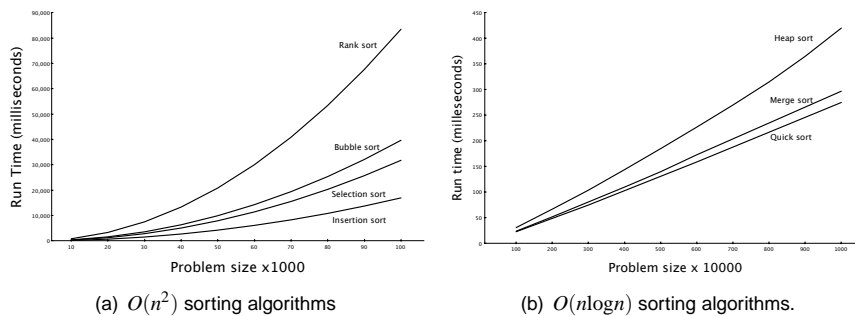 90,000
80,000
70,000
60,000
50,000
40,000
30,000
20,000
10,000
0
Run Time (milliseconds)
Rank sort
Bubble sort
Selection sort
Insertion sort
10 20 30 40 50 60 70 80 90 100
Problem size x1000
(a) O(n²) sorting algorithms
450
400
350
300
250
200
150
100
50
0
Run time (milleseconds)
Heap sort
Merge sort
Quick sort
100 200 300 400 500 600 700 800 900 1000
Problem size x 10000
(b) O(nlogn) sorting algorithms.